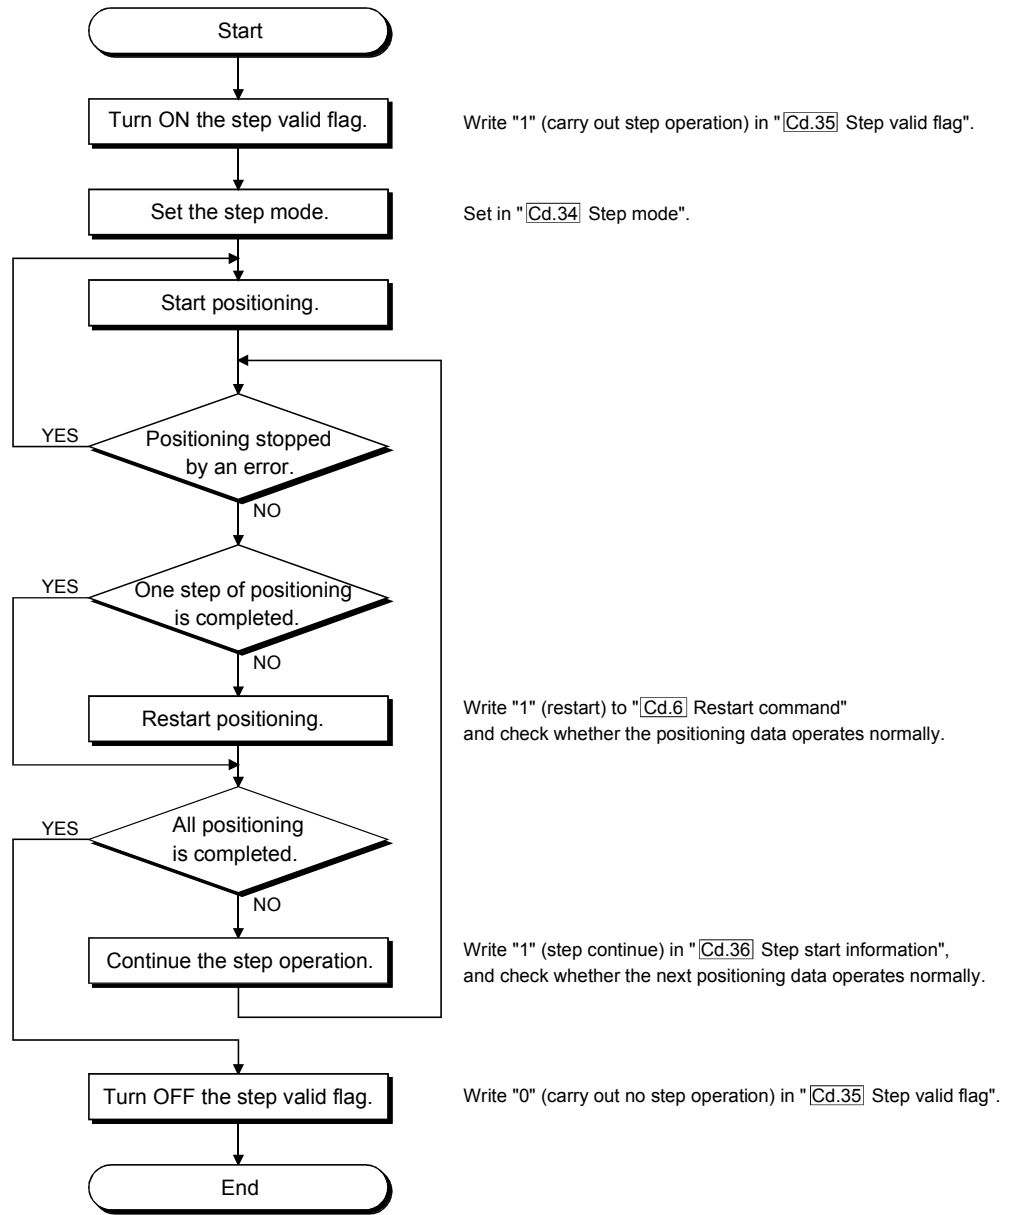 Start
Turn ON the step valid flag.
Write "1" (carry out step operation) in " Cd.35 Step valid flag".
Set the step mode.
Set in " Cd.34 Step mode".
Start positioning.
YES
Positioning stopped
by an error.
NO
YES
One step of positioning
is completed.
NO
Restart positioning.
Write "1" (restart) to " Cd.6 Restart command"
and check whether the positioning data operates normally.
YES
All positioning
is completed.
NO
Continue the step operation.
Write "1" (step continue) in " Cd.36 Step start information",
and check whether the next positioning data operates normally.
Turn OFF the step valid flag.
Write "0" (carry out no step operation) in " Cd.35 Step valid flag".
End